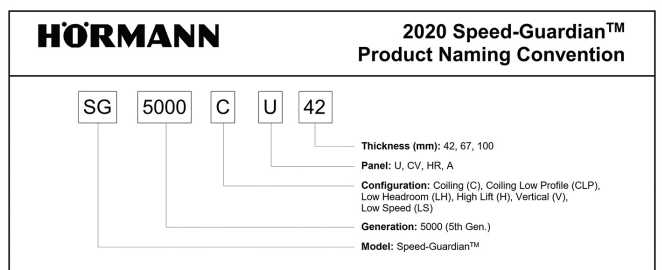 HÖRMANN
2020 Speed-Guardian™
Product Naming Convention
SG 5000 C U 42
Thickness (mm): 42, 67, 100
Panel: U, CV, HR, A
Configuration: Coiling (C), Coiling Low Profile (CLP),
Low Headroom (LH), High Lift (H), Vertical (V),
Low Speed (LS)
Generation: 5000 (5th Gen.)
Model: Speed-Guardian™